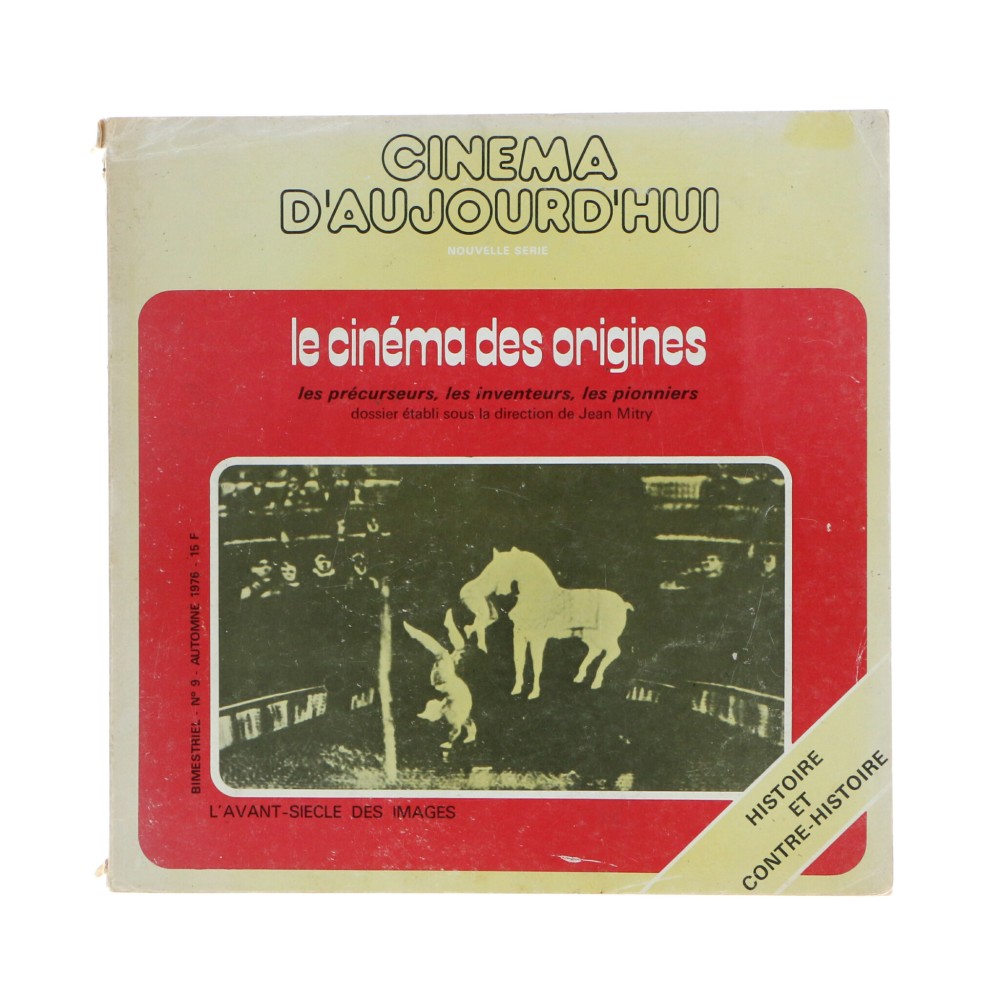 CINEMA
D'AUJOURD'HUI
NOUVELLE SERIE
le cinéma des origines
les précurseurs, les inventeurs, les pionniers
dossier établi sous la direction de Jean Mitry
BIMESTRIEL - N° 9 - AUTOMNE 1976 - 15 F
L'AVANT-SIECLE DES IMAGES
HISTOIRE
ET
CONTRE-HISTOIRE